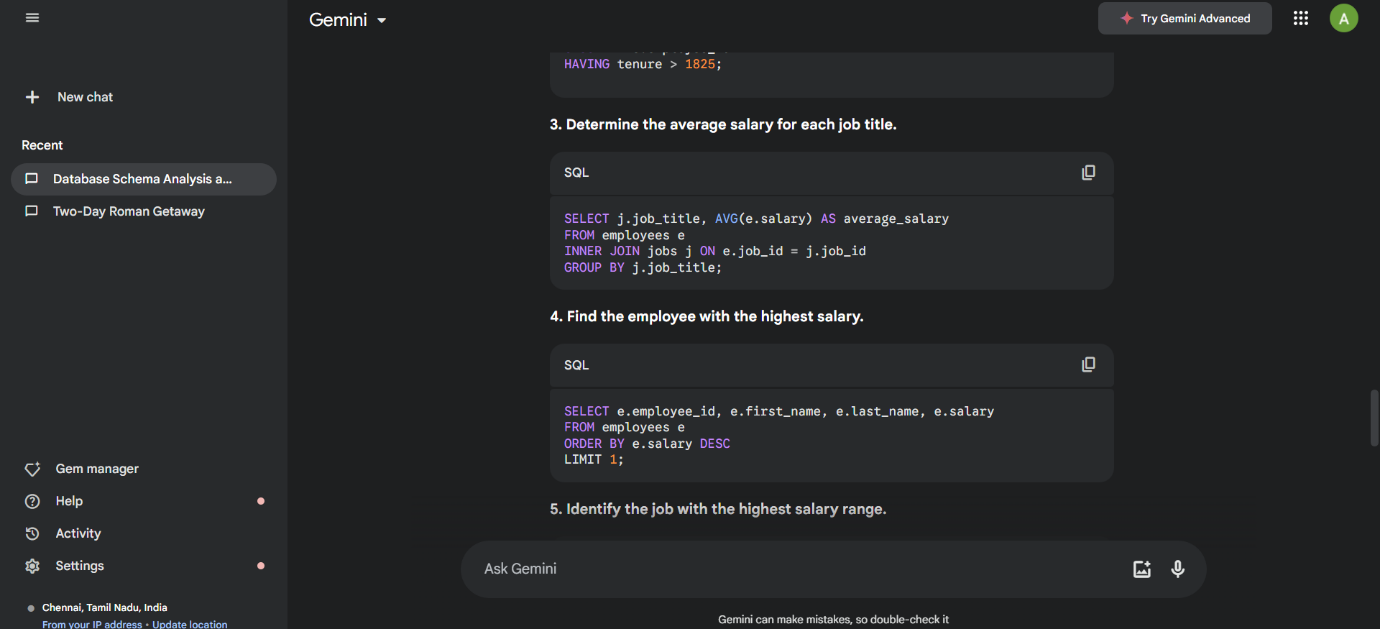 Gemini
Try Gemini Advanced
A
New chat
Recent
Database Schema Analysis a...
Two-Day Roman Getaway
Gem manager
Help
Activity
Settings
Chennai, Tamil Nadu, India
From your IP address • Update location
HAVING tenure > 1825;
3. Determine the average salary for each job title.
SQL
SELECT j.job_title, AVG(e.salary) AS average_salary
FROM employees e
INNER JOIN jobs j ON e.job_id = j.job_id
GROUP BY j.job_title;
4. Find the employee with the highest salary.
SQL
SELECT e.employee_id, e.first_name, e.last_name, e.salary
FROM employees e
ORDER BY e.salary DESC
LIMIT 1;
5. Identify the job with the highest salary range.
Ask Gemini
Gemini can make mistakes, so double-check it